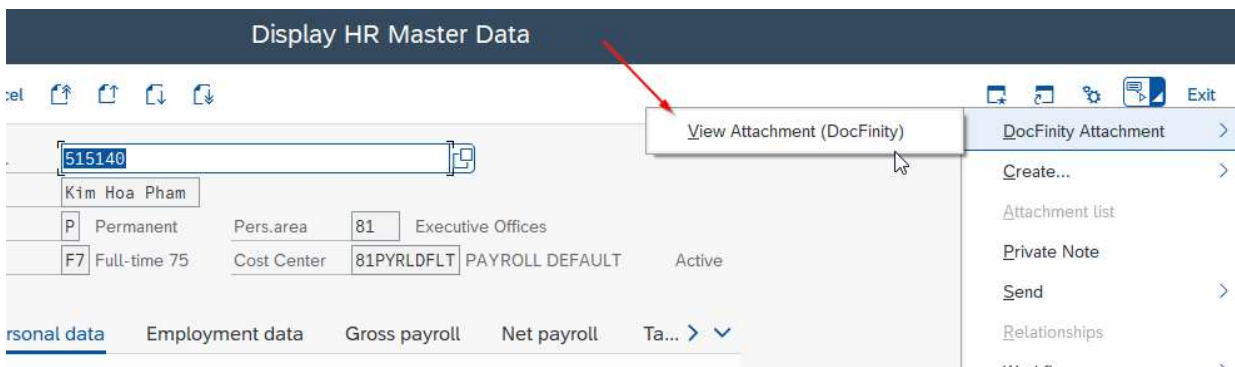 Display HR Master Data
Exit
View Attachment (DocFinity)
DocFinity Attachment
515140
Create...
Kim Hoa Pham
Attachment list
P Permanent Pers.area 81 Executive Offices
Private Note
F7 Full-time 75 Cost Center 81PYRLDFLT PAYROLL DEFAULT Active
Send
rsonal data Employment data Gross payroll Net payroll Ta...
Relationships